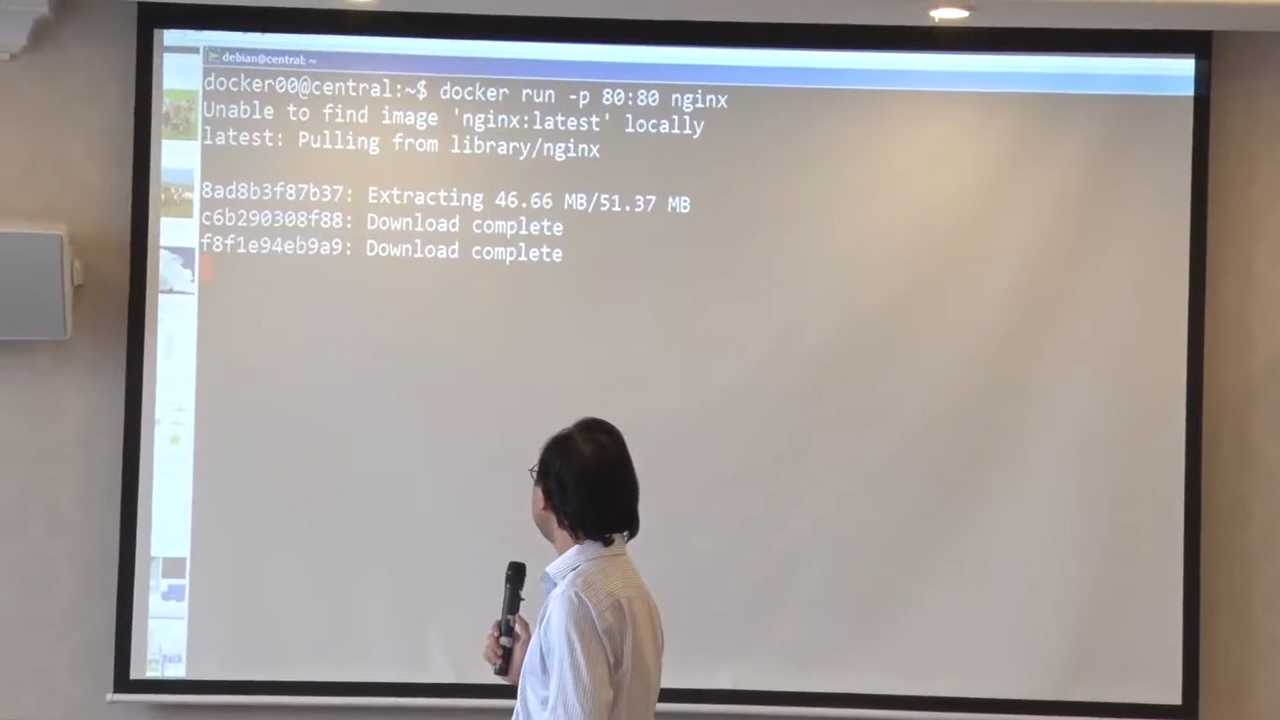 debian@central: ~
docker00@central:~$ docker run -p 80:80 nginx
Unable to find image 'nginx:latest' locally
latest: Pulling from library/nginx
8ad8b3f87b37: Extracting 46.66 MB/51.37 MB
c6b290308f88: Download complete
f8f1e94eb9a9: Download complete